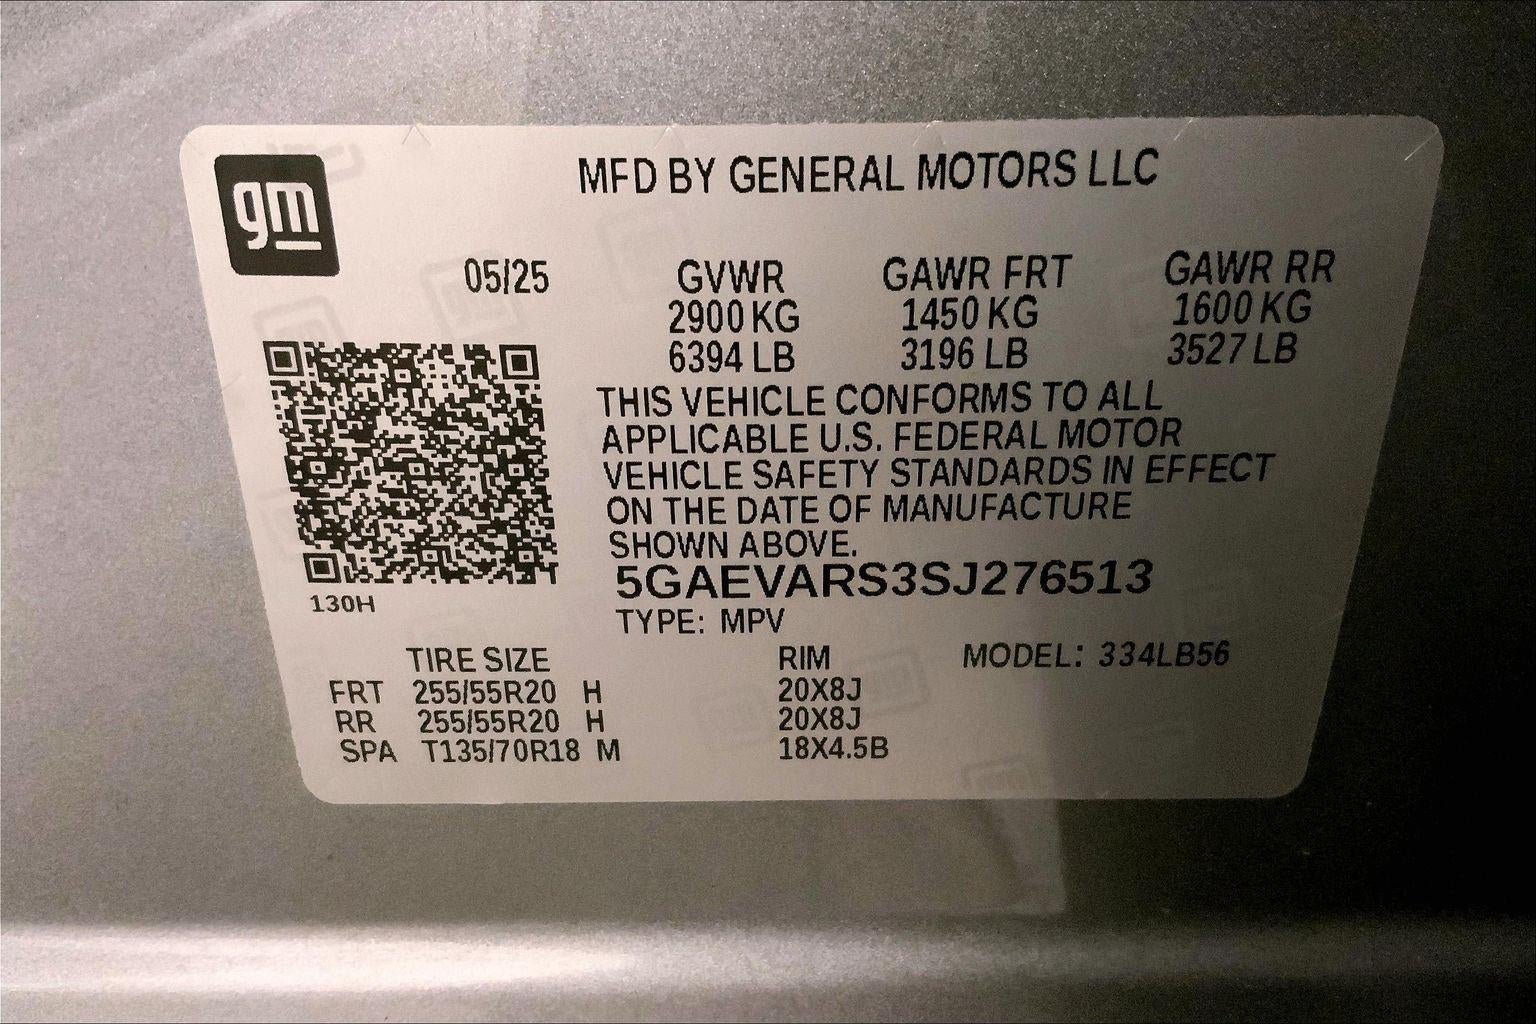 gm
MFD BY GENERAL MOTORS LLC
05/25 GVWR GAWR FRT GAWR RR
2900 KG 1450 KG 1600 KG
6394 LB 3196 LB 3527 LB
THIS VEHICLE CONFORMS TO ALL
APPLICABLE U.S. FEDERAL MOTOR
VEHICLE SAFETY STANDARDS IN EFFECT
ON THE DATE OF MANUFACTURE
SHOWN ABOVE.
5GAEVARS3SJ276513
130H
TYPE: MPV
TIRE SIZE RIM MODEL: 334LB56
FRT 255/55R20 H 20X8J
RR 255/55R20 H 20X8J
SPA T135/70R18 M 18X4.5B